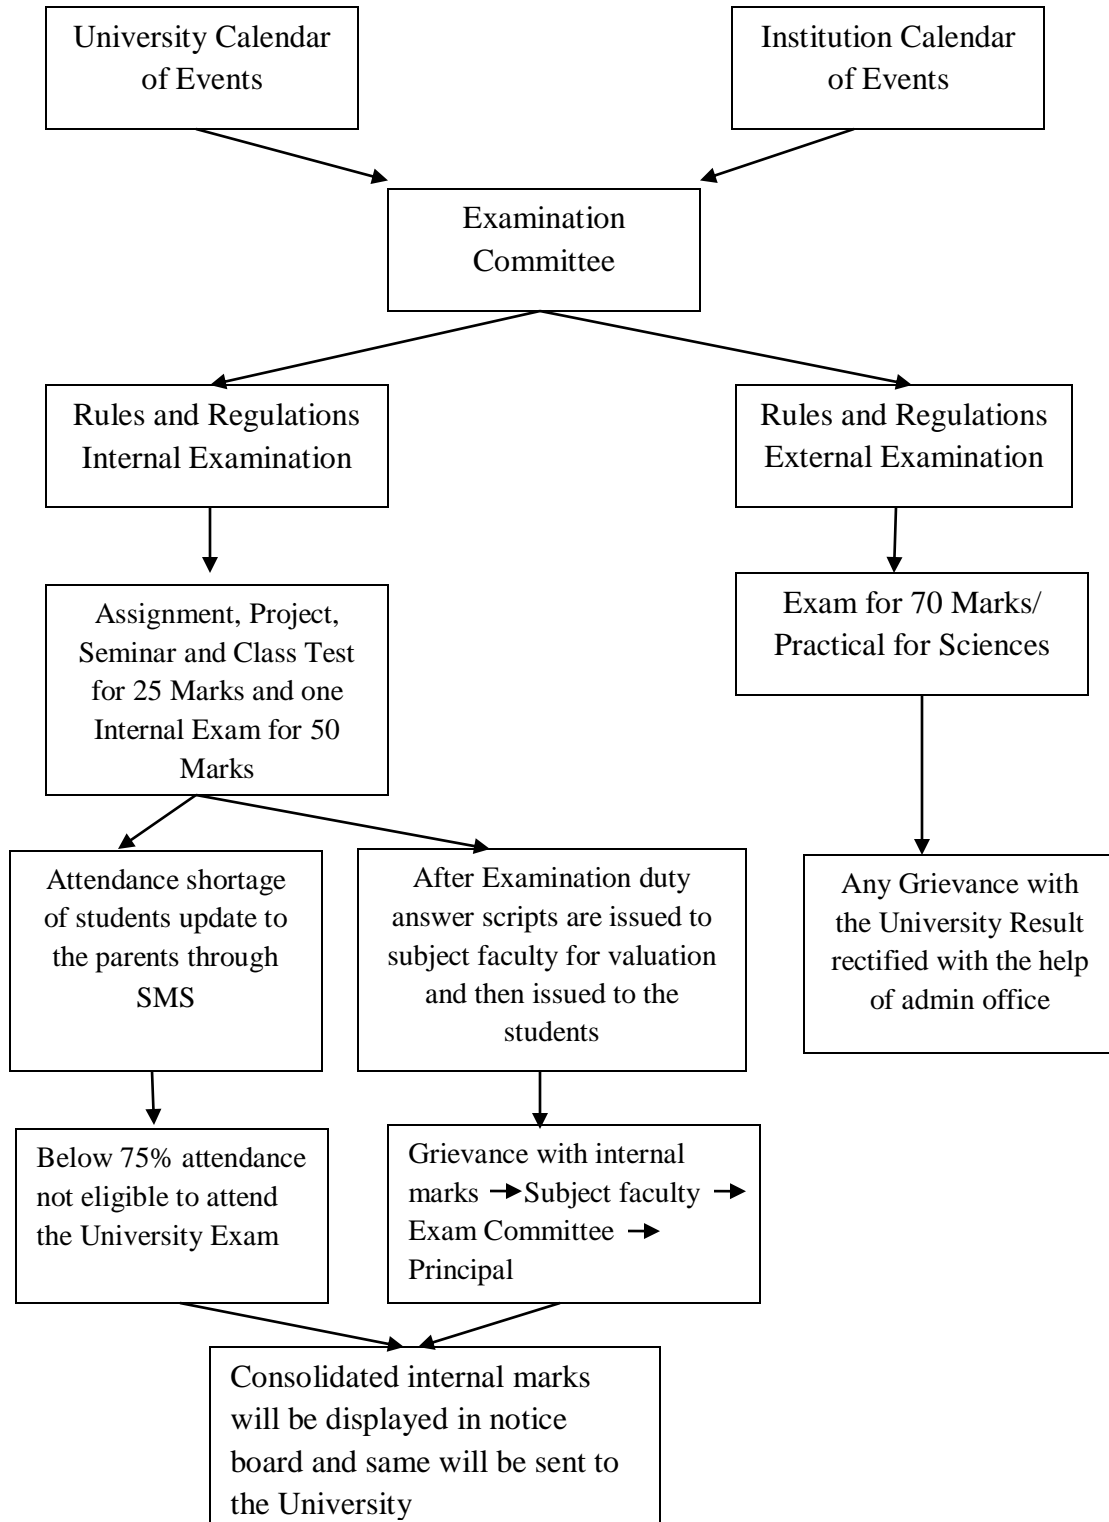 University Calendar
of Events
Institution Calendar
of Events
Examination
Committee
Rules and Regulations
Internal Examination
Rules and Regulations
External Examination
Assignment, Project,
Seminar and Class Test
for 25 Marks and one
Internal Exam for 50
Marks
Exam for 70 Marks/
Practical for Sciences
Attendance shortage
of students update to
the parents through
SMS
After Examination duty
answer scripts are issued to
subject faculty for valuation
and then issued to the
students
Any Grievance with
the University Result
rectified with the help
of admin office
Below 75% attendance
not eligible to attend
the University Exam
Grievance with internal
marks → Subject faculty →
Exam Committee →
Principal
Consolidated internal marks
will be displayed in notice
board and same will be sent to
the University